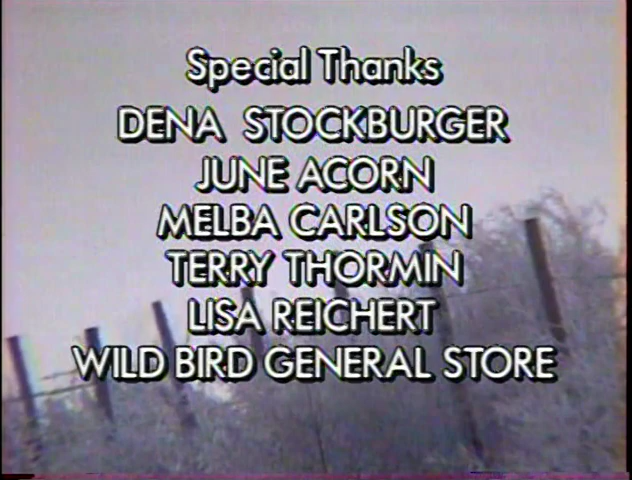 Special Thanks
DENA STOCKBURGER
JUNE ACORN
MELBA CARLSON
TERRY THORMIN
LISA REICHERT
WILD BIRD GENERAL STORE